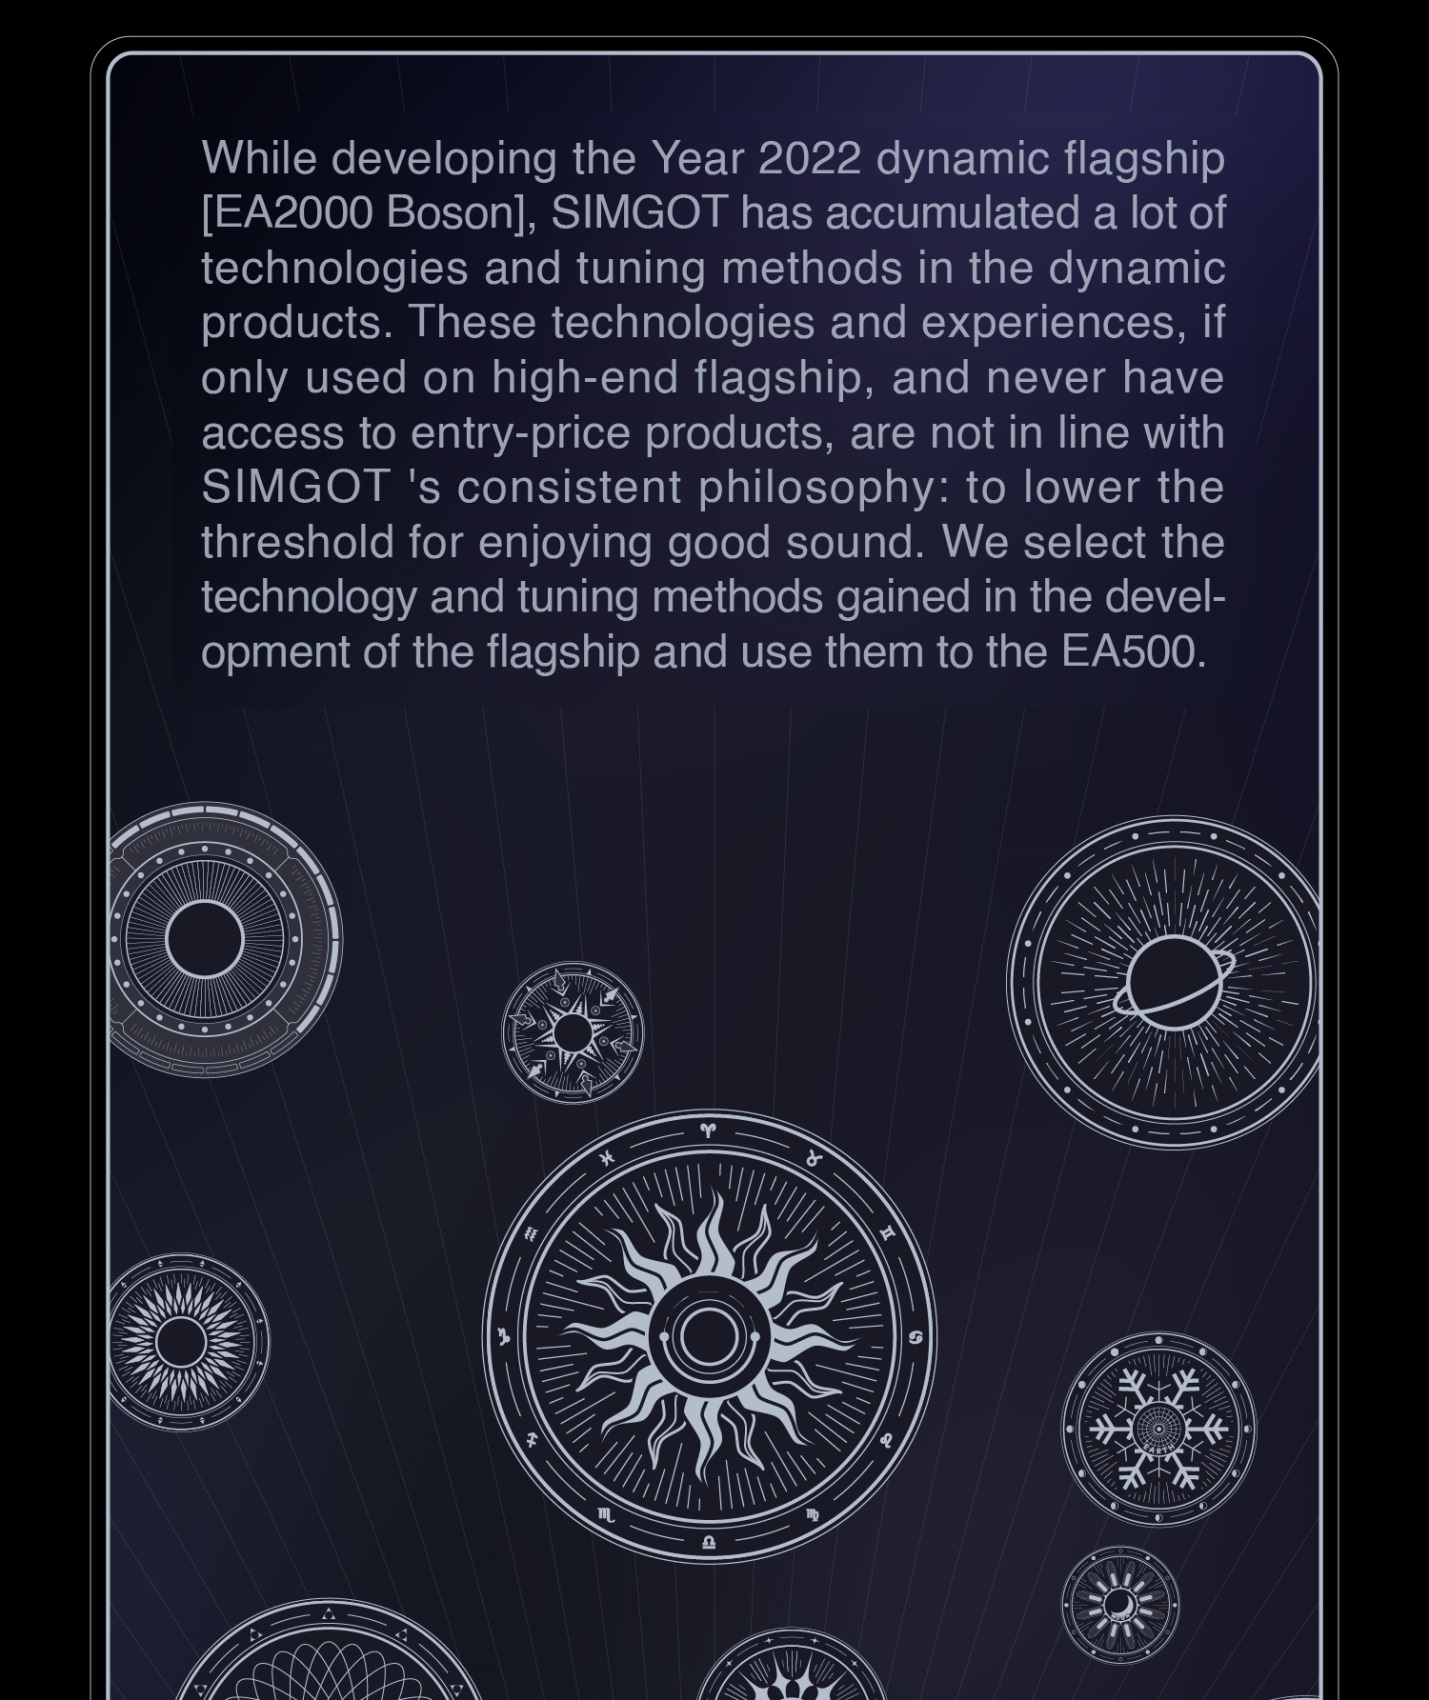 While developing the Year 2022 dynamic flagship
[EA2000 Boson], SIMGOT has accumulated a lot of
technologies and tuning methods in the dynamic
products. These technologies and experiences, if
only used on high-end flagship, and never have
access to entry-price products, are not in line with
SIMGOT 's consistent philosophy: to lower the
threshold for enjoying good sound. We select the
technology and tuning methods gained in the devel-
opment of the flagship and use them to the EA500.
EARTH